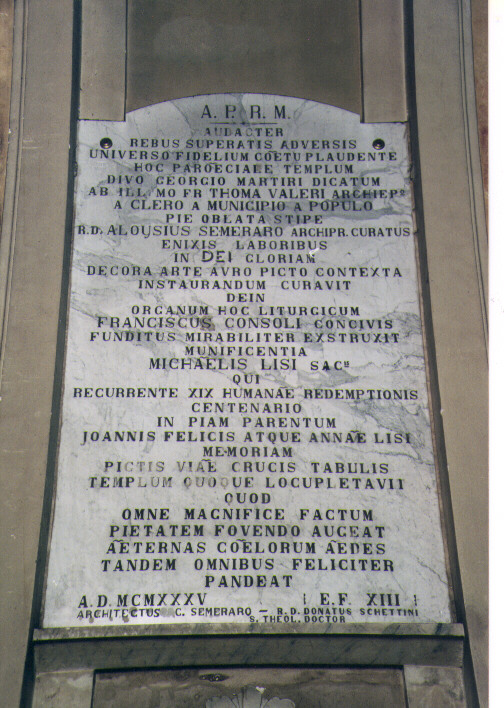 A. P. R. M.
AUDACTER
REBUS SUPERATIS ADVERSIS
UNIVERSO FIDELIUM COETU PLAUDENTE
HOC PAROECIALE TEMPLUM
DIVO GEORGIO MARTIRI DICATUM
AB ILL. MO FR THOMA VALERI ARCHIEPº
A CLERO A MUNICIPIO A POPULO
PIE OBLATA STIPE
R.D. ALOYSIUS SEMERARO ARCHIPR. CURATUS
ENIXIS LABORIBUS
IN DEI GLORIAM
DECORA ARTE AVRO PICTO CONTEXTA
INSTAURANDUM CURAVIT
DEIN
ORGANUM HOC LITURGICUM
FRANCISCUS CONSOLI CONCIVIS
FUNDITUS MIRABILITER EXSTRUXIT
MUNIFICENTIA
MICHAELIS LISI SACᵗⁱ
QUI
RECURRENTE XIX HUMANAE REDEMPTIONIS
CENTENARIO
IN PIAM PARENTUM
JOANNIS FELICIS ATQUE ANNAE LISI
MEMORIAM
PICTIS VIAE CRUCIS TABULIS
TEMPLUM QUOQUE LOCUPLETAVIT
QUOD
OMNE MAGNIFICE FACTUM
PIETATEM FOVENDO AUGEAT
AETERNAS COELORUM AEDES
TANDEM OMNIBUS FELICITER
PANDEAT
A.D. MCMXXXV | E.F. XIII |
ARCHITECTUS C. SEMERARO — R.D. DONATUS SCHETTINI
S. THEOL. DOCTOR